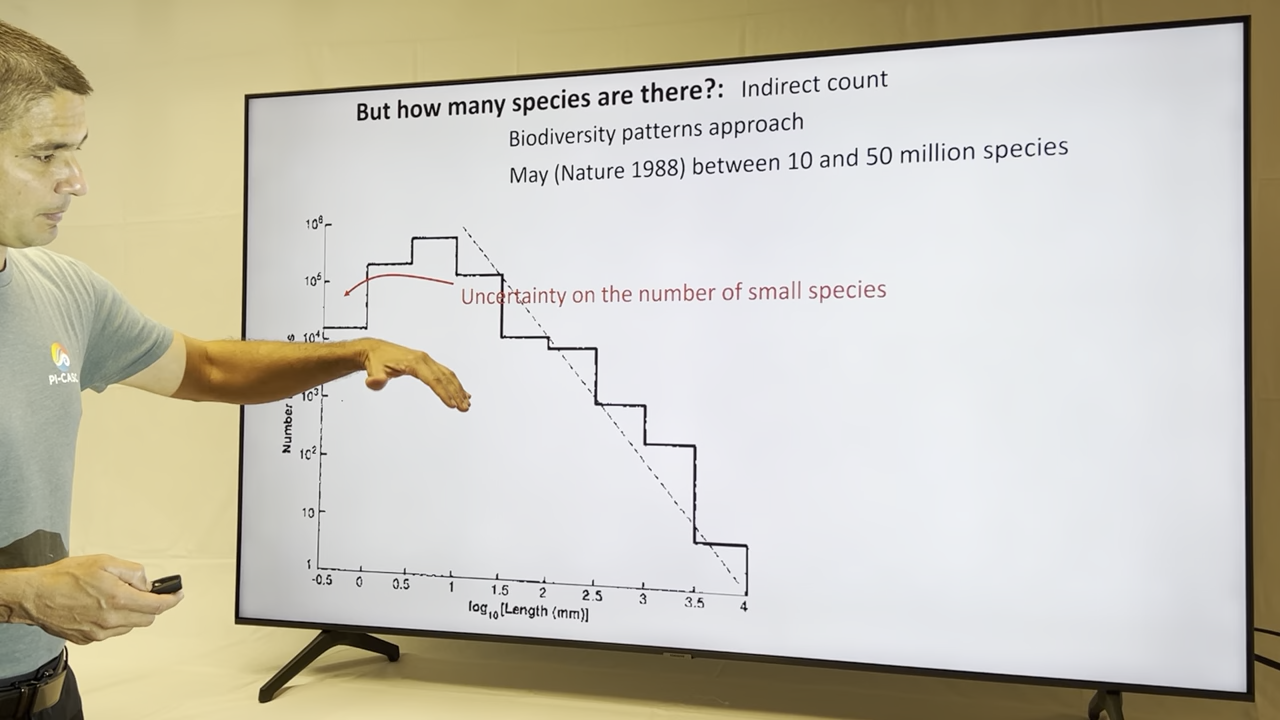 But how many species are there?: Indirect count
Biodiversity patterns approach
May (Nature 1988) between 10 and 50 million species
10⁶
10⁵
10⁴
10³
10²
10
1
Uncertainty on the number of small species
Number
-0.5 0 0.5 1 1.5 2 2.5 3 3.5 4
log₁₀[Length (mm)]